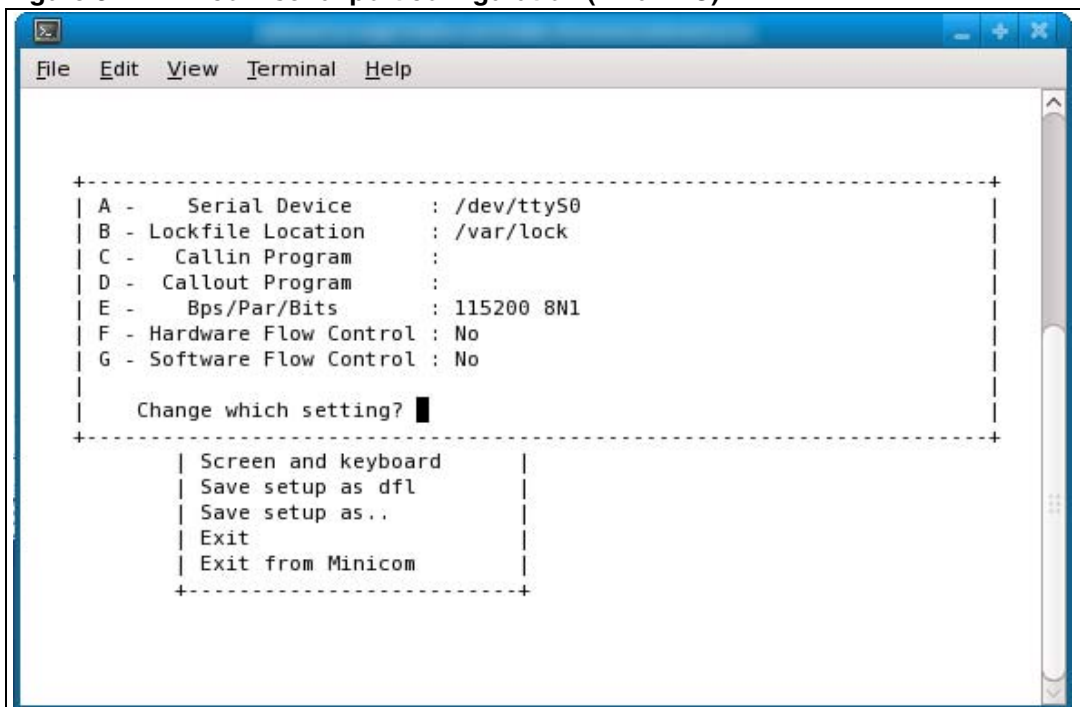 File Edit View Terminal Help
A - Serial Device : /dev/ttyS0
B - Lockfile Location : /var/lock
C - Callin Program :
D - Callout Program :
E - Bps/Par/Bits : 115200 8N1
F - Hardware Flow Control : No
G - Software Flow Control : No
Change which setting?
Screen and keyboard
Save setup as dfl
Save setup as..
Exit
Exit from Minicom